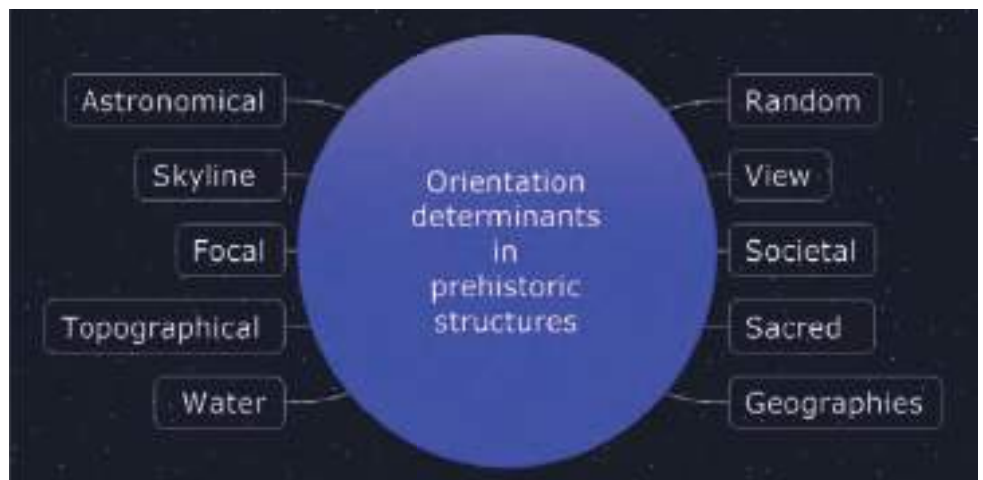 Astronomical
Skyline
Focal
Topographical
Water
Orientation
determinants
in
prehistoric
structures
Random
View
Societal
Sacred
Geographies